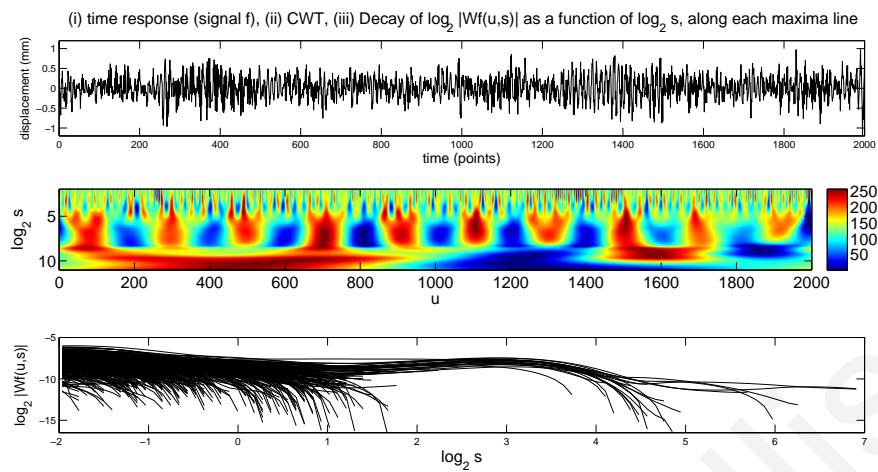 (i) time response (signal f), (ii) CWT, (iii) Decay of log2 |Wf(u,s)| as a function of log2 s, along each maxima line
displacement (mm)
1
0.5
0
-0.5
-1
0 200 400 600 800 1000 1200 1400 1600 1800 2000
time (points)
log2 s
5
10
0 200 400 600 800 1000 1200 1400 1600 1800 2000
u
250
200
150
100
50
log2 |Wf(u,s)|
-5
-10
-15
-2 -1 0 1 2 3 4 5 6 7
log2 s